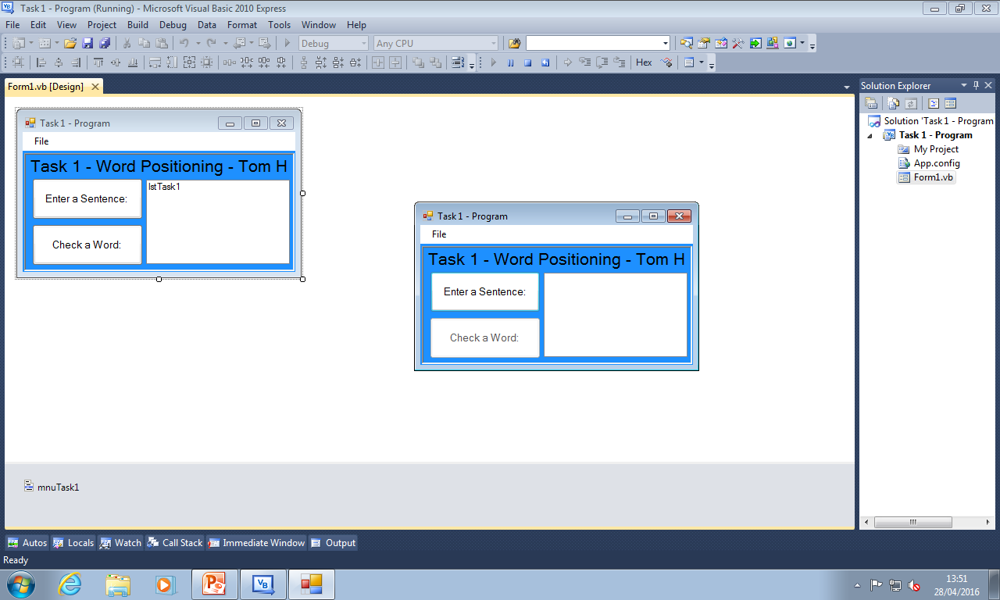 Task 1 - Program (Running) - Microsoft Visual Basic 2010 Express
File Edit View Project Build Debug Data Format Tools Window Help
Debug Any CPU
Hex
Form1.vb [Design]
Task 1 - Program
File
Task 1 - Word Positioning - Tom H
Enter a Sentence:
lstTask1
Check a Word:
Task 1 - Program
File
Task 1 - Word Positioning - Tom H
Enter a Sentence:
Check a Word:
mnuTask1
Solution Explorer
Solution 'Task 1 - Program
Task 1 - Program
My Project
App.config
Form1.vb
Autos Locals Watch Call Stack Immediate Window Output
Ready
13:51
28/04/2016